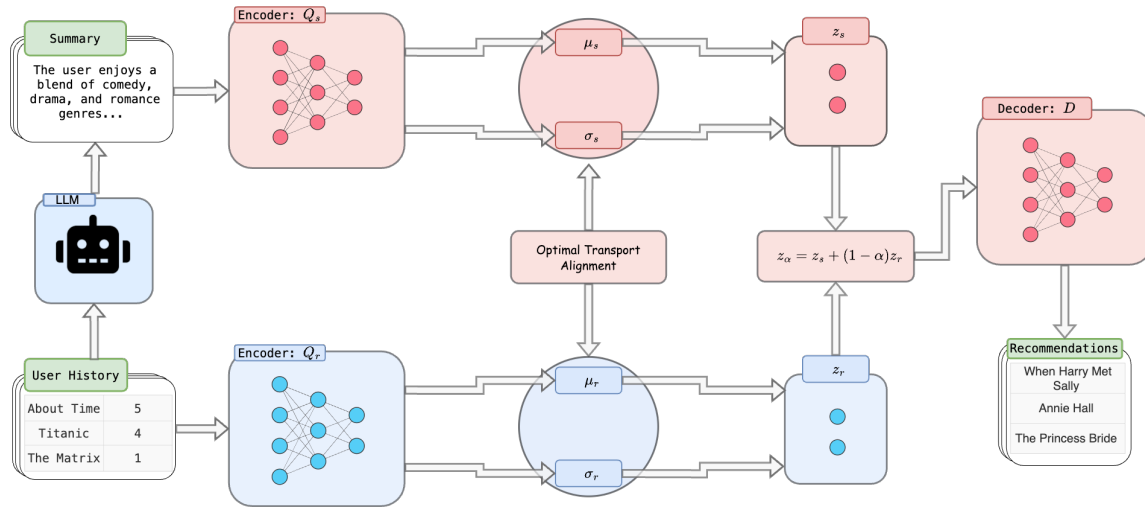 Summary
The user enjoys a
blend of comedy,
drama, and romance
genres...
LLM
User History
About Time 5
Titanic 4
The Matrix 1
Encoder: Q_s
Encoder: Q_r
μ_s
σ_s
Optimal Transport
Alignment
μ_r
σ_r
z_s
z_α = z_s + (1 − α)z_r
z_r
Decoder: D
Recommendations
When Harry Met
Sally
Annie Hall
The Princess Bride